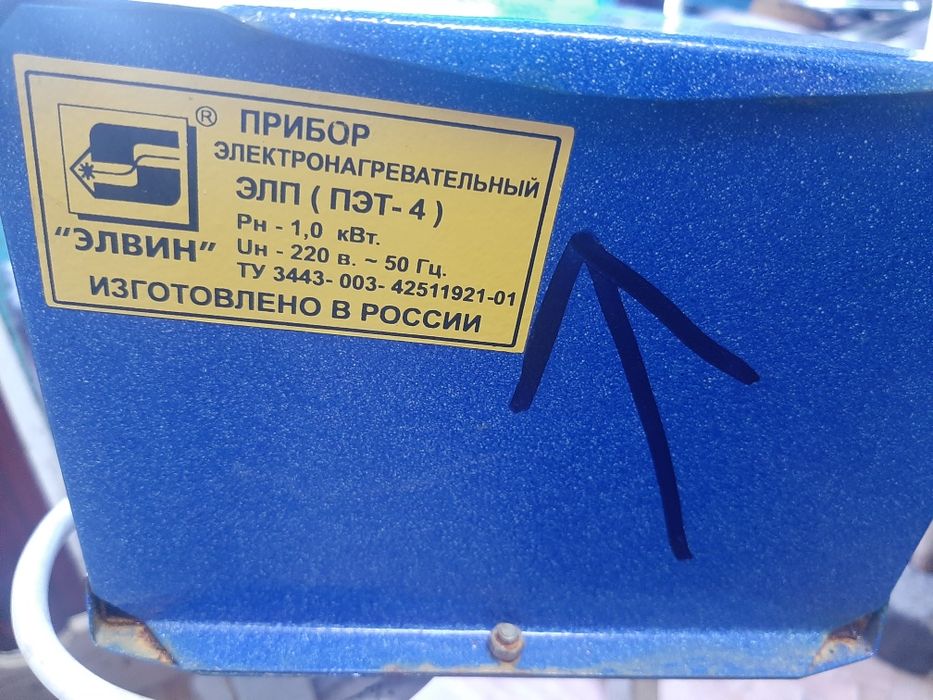 ®
ПРИБОР
ЭЛЕКТРОНАГРЕВАТЕЛЬНЫЙ
ЭЛП ( ПЭТ- 4 )
Рн - 1,0 кВт.
Uн - 220 в. ~ 50 Гц.
ТУ 3443- 003- 42511921-01
"ЭЛВИН"
ИЗГОТОВЛЕНО В РОССИИ